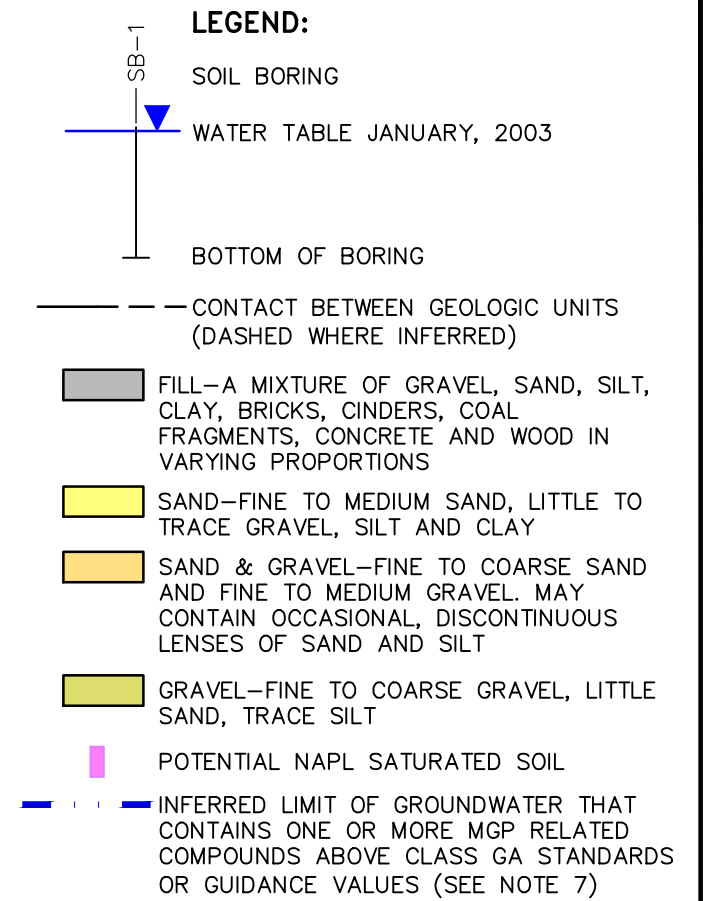 LEGEND:
SB-1
SOIL BORING
WATER TABLE JANUARY, 2003
BOTTOM OF BORING
CONTACT BETWEEN GEOLOGIC UNITS
(DASHED WHERE INFERRED)
FILL-A MIXTURE OF GRAVEL, SAND, SILT,
CLAY, BRICKS, CINDERS, COAL
FRAGMENTS, CONCRETE AND WOOD IN
VARYING PROPORTIONS
SAND-FINE TO MEDIUM SAND, LITTLE TO
TRACE GRAVEL, SILT AND CLAY
SAND & GRAVEL-FINE TO COARSE SAND
AND FINE TO MEDIUM GRAVEL. MAY
CONTAIN OCCASIONAL, DISCONTINUOUS
LENSES OF SAND AND SILT
GRAVEL-FINE TO COARSE GRAVEL, LITTLE
SAND, TRACE SILT
POTENTIAL NAPL SATURATED SOIL
INFERRED LIMIT OF GROUNDWATER THAT
CONTAINS ONE OR MORE MGP RELATED
COMPOUNDS ABOVE CLASS GA STANDARDS
OR GUIDANCE VALUES (SEE NOTE 7)